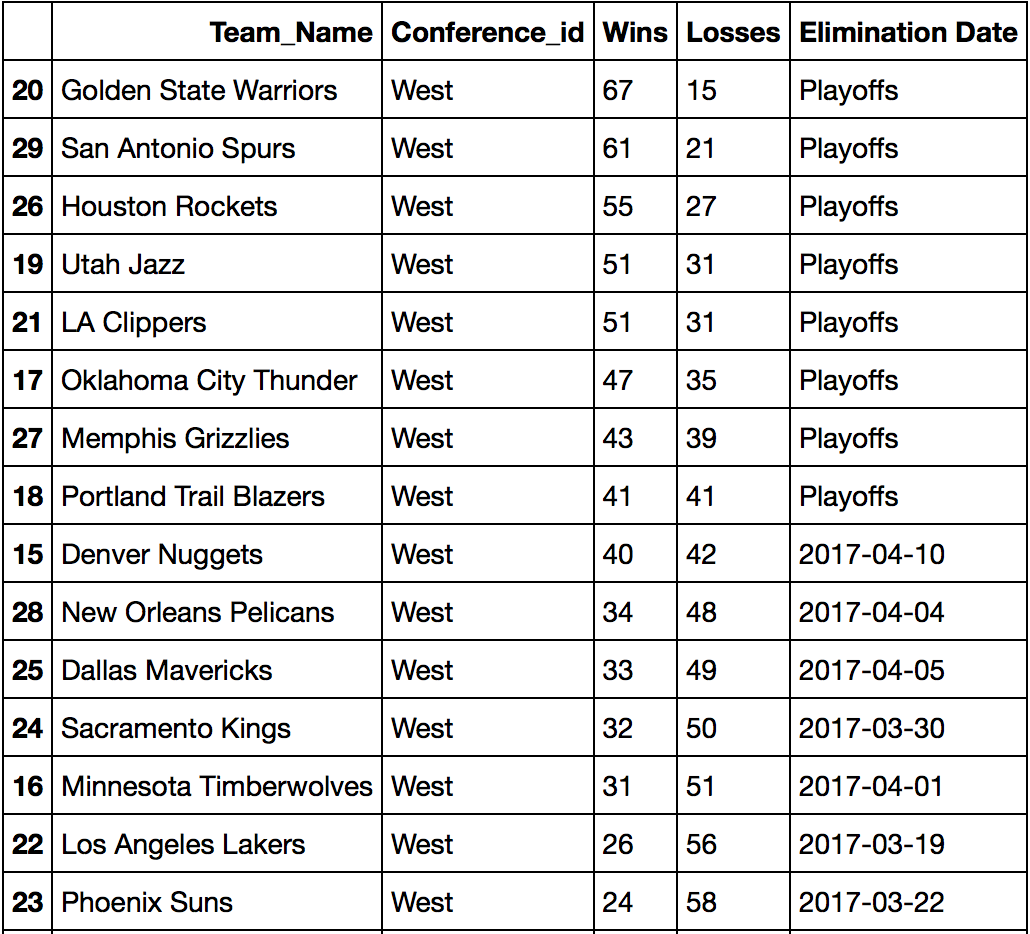 Team_Name Conference_id Wins Losses Elimination Date
20 Golden State Warriors West 67 15 Playoffs
29 San Antonio Spurs West 61 21 Playoffs
26 Houston Rockets West 55 27 Playoffs
19 Utah Jazz West 51 31 Playoffs
21 LA Clippers West 51 31 Playoffs
17 Oklahoma City Thunder West 47 35 Playoffs
27 Memphis Grizzlies West 43 39 Playoffs
18 Portland Trail Blazers West 41 41 Playoffs
15 Denver Nuggets West 40 42 2017-04-10
28 New Orleans Pelicans West 34 48 2017-04-04
25 Dallas Mavericks West 33 49 2017-04-05
24 Sacramento Kings West 32 50 2017-03-30
16 Minnesota Timberwolves West 31 51 2017-04-01
22 Los Angeles Lakers West 26 56 2017-03-19
23 Phoenix Suns West 24 58 2017-03-22